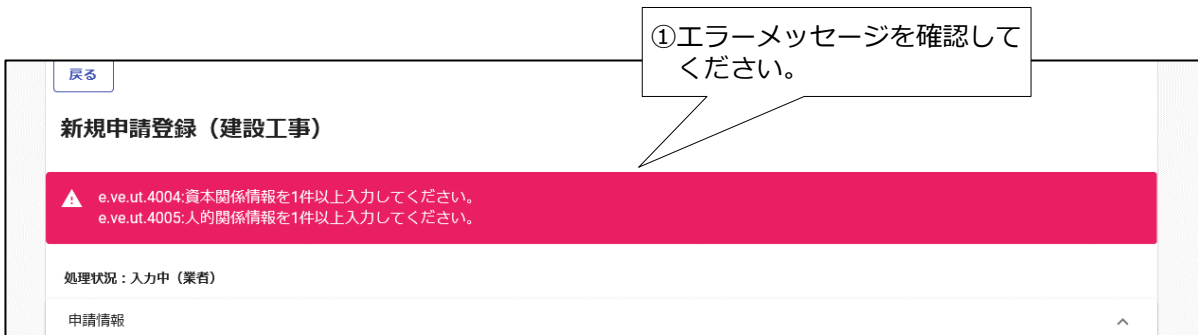 ①エラーメッセージを確認して
ください。
戻る
新規申請登録（建設工事）
e.ve.ut.4004:資本関係情報を1件以上入力してください。
e.ve.ut.4005:人的関係情報を1件以上入力してください。
処理状況：入力中（業者）
申請情報